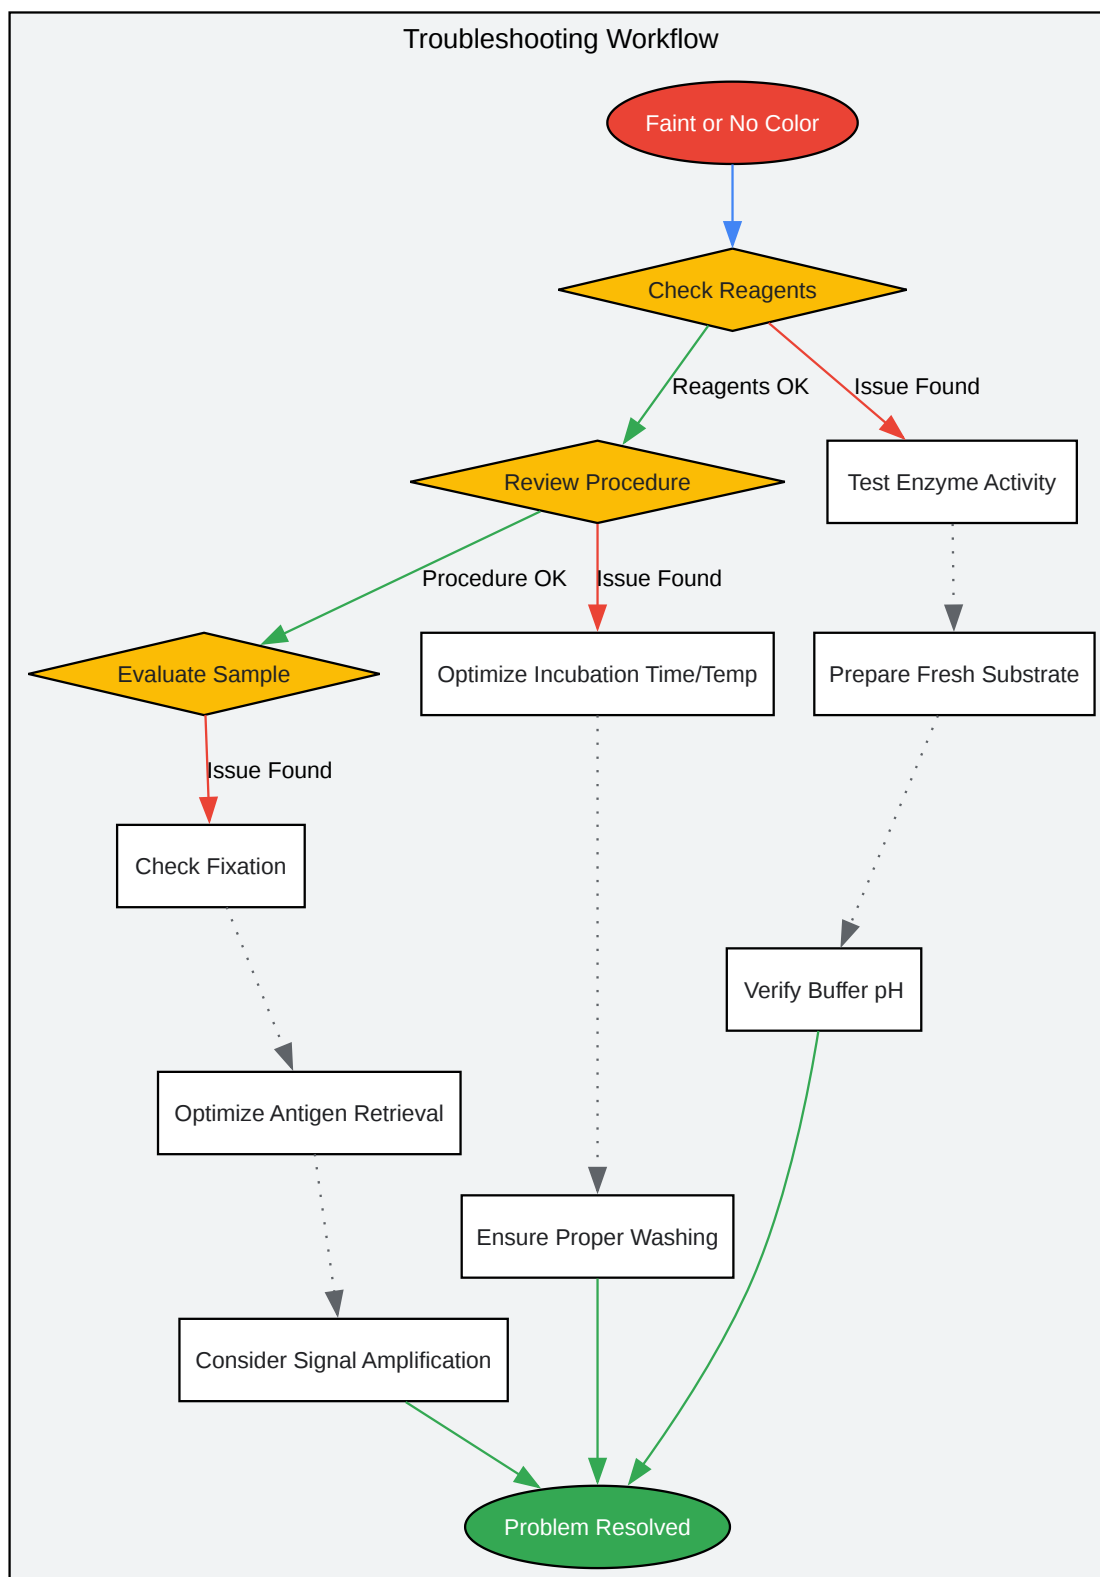 Troubleshooting Workflow
Faint or No Color
Check Reagents
Reagents OK
Issue Found
Review Procedure
Test Enzyme Activity
Procedure OK
Issue Found
Evaluate Sample
Optimize Incubation Time/Temp
Prepare Fresh Substrate
Issue Found
Check Fixation
Verify Buffer pH
Optimize Antigen Retrieval
Ensure Proper Washing
Consider Signal Amplification
Problem Resolved